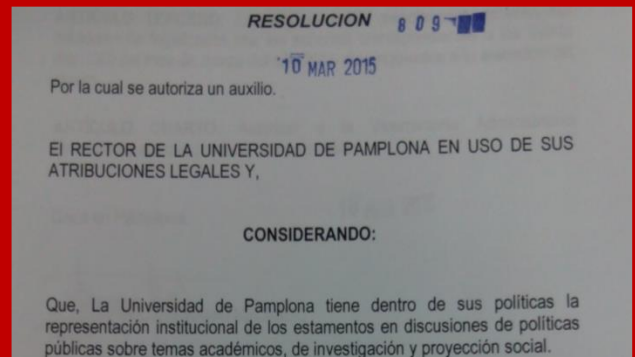 RESOLUCION 809
10 MAR 2015
Por la cual se autoriza un auxilio.
El RECTOR DE LA UNIVERSIDAD DE PAMPLONA EN USO DE SUS
ATRIBUCIONES LEGALES Y,
CONSIDERANDO:
Que, La Universidad de Pamplona tiene dentro de sus políticas la
representación institucional de los estamentos en discusiones de políticas
públicas sobre temas académicos, de investigación y proyección social.